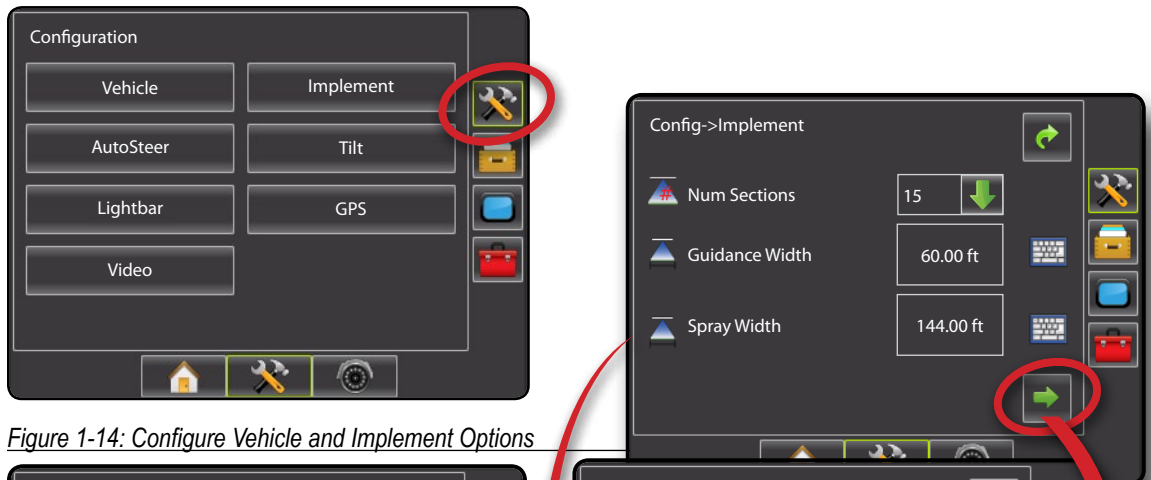 Configuration
Vehicle
Implement
AutoSteer
Tilt
Lightbar
GPS
Video
Config->Implement
# Num Sections
15
Guidance Width
60.00 ft
Spray Width
144.00 ft
Figure 1-14: Configure Vehicle and Implement Options